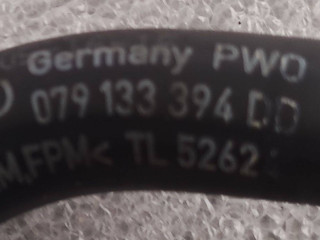 Germany PWO
079 133 394 DD
M,FPM< TL 5262